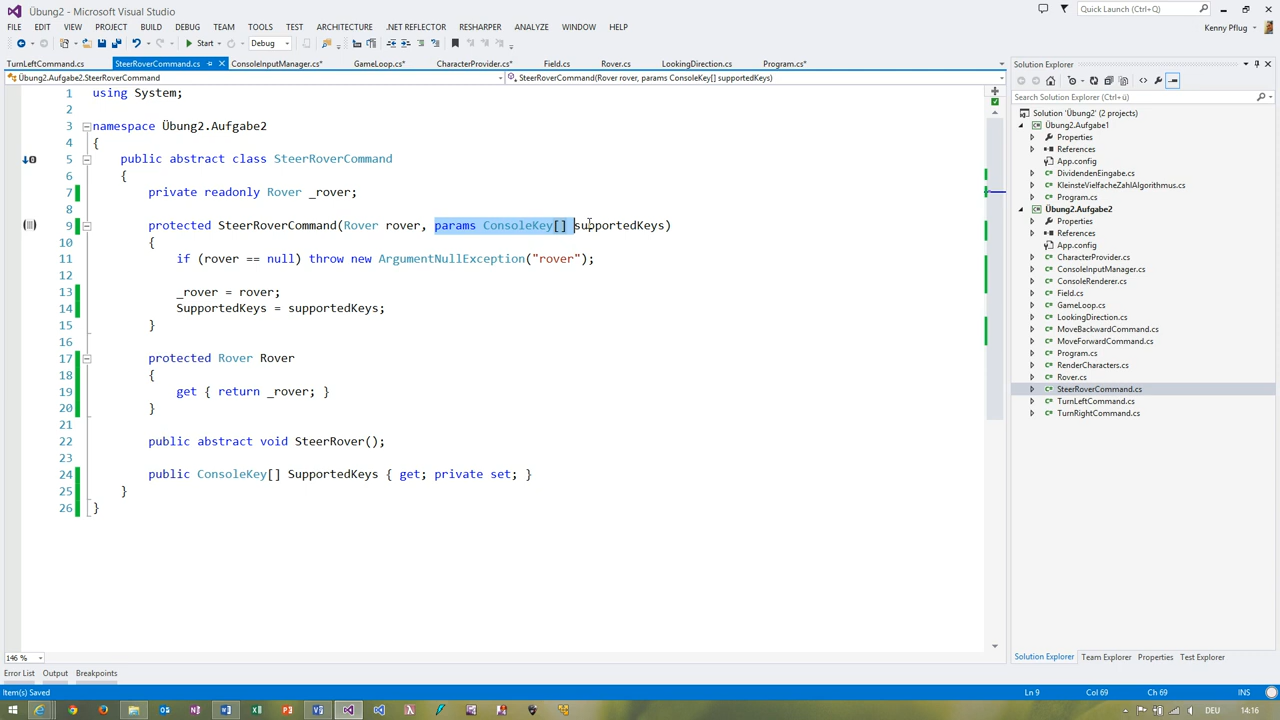 Übung2 - Microsoft Visual Studio
Quick Launch (Ctrl+Q)
FILE EDIT VIEW PROJECT BUILD DEBUG TEAM TOOLS TEST ARCHITECTURE .NET REFLECTOR RESHARPER ANALYZE WINDOW HELP
Kenny Pflug
Start Debug
TurnLeftCommand.cs SteerRoverCommand.cs ConsoleInputManager.cs* GameLoop.cs* CharacterProvider.cs* Field.cs Rover.cs LookingDirection.cs Program.cs*
Übung2.Aufgabe2.SteerRoverCommand
SteerRoverCommand(Rover rover, params ConsoleKey[] supportedKeys)
1 using System;
2
3 namespace Übung2.Aufgabe2
4 {
5 public abstract class SteerRoverCommand
6 {
7 private readonly Rover _rover;
8
9 protected SteerRoverCommand(Rover rover, params ConsoleKey[] supportedKeys)
10 {
11 if (rover == null) throw new ArgumentNullException("rover");
12
13 _rover = rover;
14 SupportedKeys = supportedKeys;
15 }
16
17 protected Rover Rover
18 {
19 get { return _rover; }
20 }
21
22 public abstract void SteerRover();
23
24 public ConsoleKey[] SupportedKeys { get; private set; }
25 }
26 }
146 %
Error List Output Breakpoints
Solution Explorer
Search Solution Explorer (Ctrl+ü)
Solution 'Übung2' (2 projects)
Übung2.Aufgabe1
Properties
References
App.config
DividendenEingabe.cs
KleinsteVielfacheZahlAlgorithmus.cs
Program.cs
Übung2.Aufgabe2
Properties
References
App.config
CharacterProvider.cs
ConsoleInputManager.cs
ConsoleRenderer.cs
Field.cs
GameLoop.cs
LookingDirection.cs
MoveBackwardCommand.cs
MoveForwardCommand.cs
Program.cs
RenderCharacters.cs
Rover.cs
SteerRoverCommand.cs
TurnLeftCommand.cs
TurnRightCommand.cs
Solution Explorer Team Explorer Properties Test Explorer
Item(s) Saved
Ln 9 Col 69 Ch 69 INS
DEU 14:16